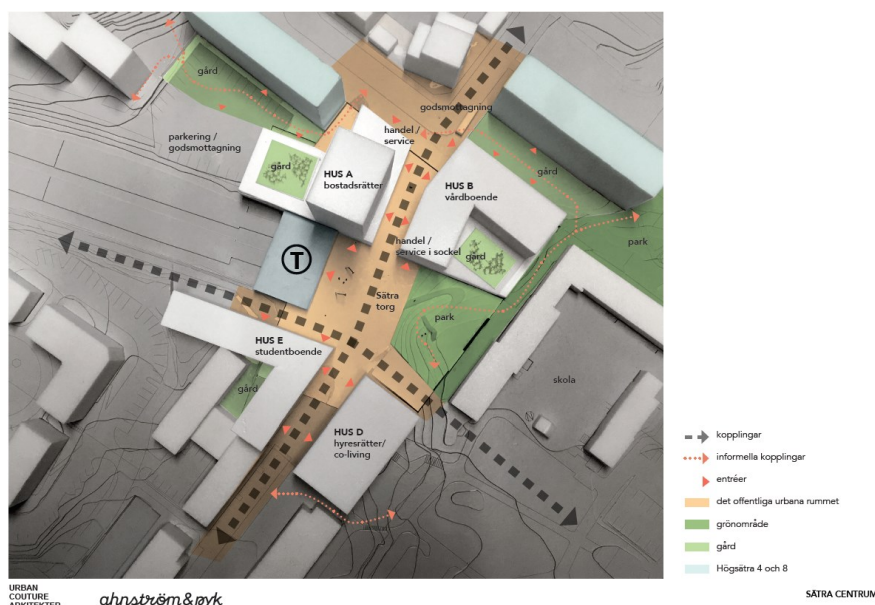 gård
godsmottagning
parkering /
godsmottagning
handel /
service
gård
HUS A
bostadsrätter
HUS B
vårdboende
gård
park
handel /
service i sockel
gård
T
Sätra
torg
park
HUS E
studentboende
gård
skola
HUS D
hyresrätter/
co-living
kopplingar
informella kopplingar
entréer
det offentliga urbana rummet
grönområde
gård
Högsätra 4 och 8
URBAN
COUTURE
ARKITEKTER
ahnström & pyk
SÄTRA CENTRUM